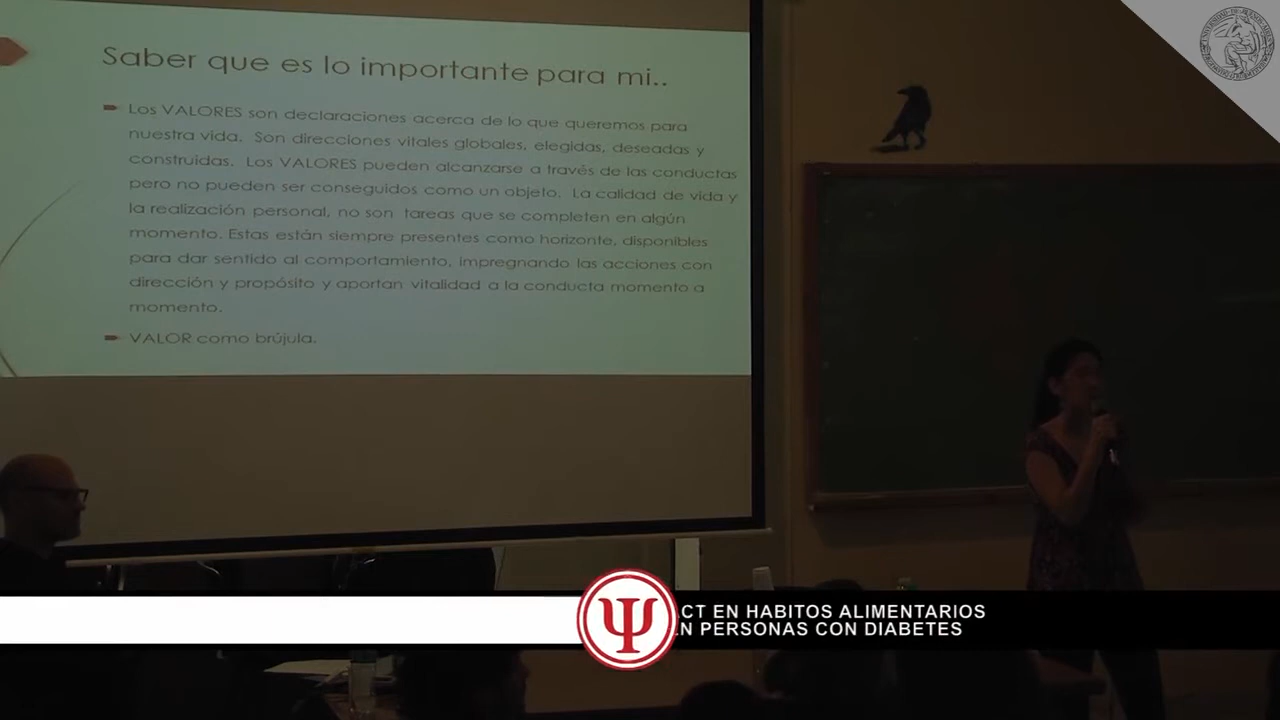 Saber que es lo importante para mi..
Los VALORES son declaraciones acerca de lo que queremos para
nuestra vida. Son direcciones vitales globales, elegidas, deseadas y
construidas. Los VALORES pueden alcanzarse a través de las conductas
pero no pueden ser conseguidos como un objeto. La calidad de vida y
la realización personal, no son tareas que se completen en algún
momento. Estas están siempre presentes como horizonte, disponibles
para dar sentido al comportamiento, impregnando las acciones con
dirección y propósito y aportan vitalidad a la conducta momento a
momento.
VALOR como brújula.
Ψ
CT EN HABITOS ALIMENTARIOS
N PERSONAS CON DIABETES